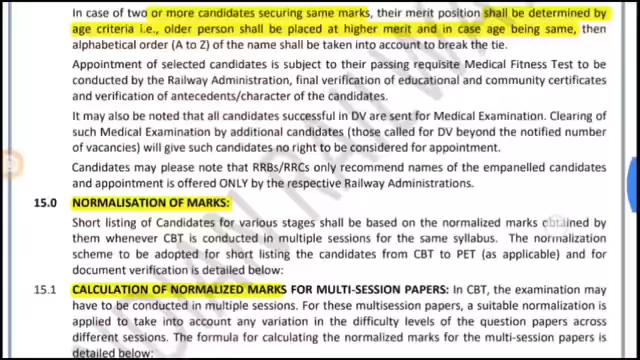 In case of two or more candidates securing same marks, their merit position shall be determined by
age criteria i.e., older person shall be placed at higher merit and in case age being same, then
alphabetical order (A to Z) of the name shall be taken into account to break the tie.
Appointment of selected candidates is subject to their passing requisite Medical Fitness Test to be
conducted by the Railway Administration, final verification of educational and community certificates
and verification of antecedents/character of the candidates.
It may also be noted that all candidates successful in DV are sent for Medical Examination. Clearing of
such Medical Examination by additional candidates (those called for DV beyond the notified number
of vacancies) will give such candidates no right to be considered for appointment.
Candidates may please note that RRBs/RRCs only recommend names of the empanelled candidates
and appointment is offered ONLY by the respective Railway Administrations.
15.0 NORMALISATION OF MARKS:
Short listing of Candidates for various stages shall be based on the normalized marks obtained by
them whenever CBT is conducted in multiple sessions for the same syllabus. The normalization
scheme to be adopted for short listing the candidates from CBT to PET (as applicable) and for
document verification is detailed below:
15.1 CALCULATION OF NORMALIZED MARKS FOR MULTI-SESSION PAPERS: In CBT, the examination
may have to be conducted in multiple sessions. For these multisession papers, a suitable normalization
is applied to take into account any variation in the difficulty levels of the question papers across
different sessions. The formula for calculating the normalized marks for the multi-session papers is
detailed below: